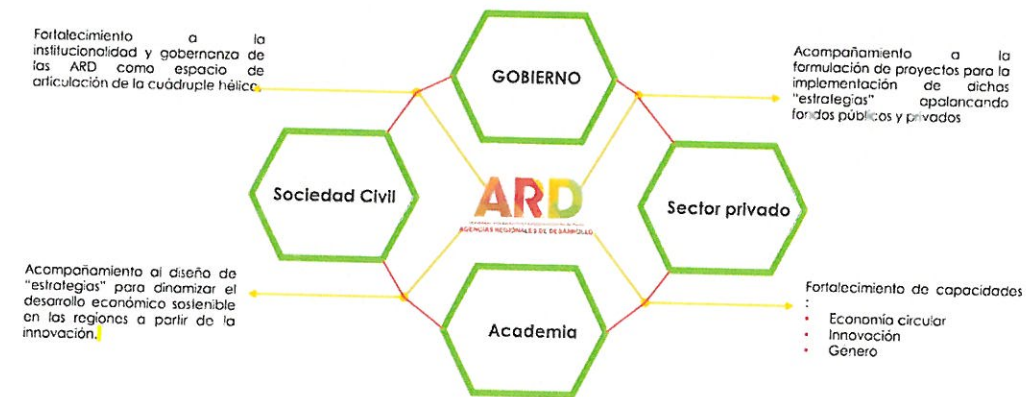 Fortalecimiento a la
institucionalidad y gobernanza de
las ARD como espacio de
articulación de la cuádruple hélice.
GOBIERNO
Acompañamiento a la
formulación de proyectos para la
implementación de dichas
"estrategias" apalancando
fondos públicos y privados
Sociedad Civil
ARD
AGENCIAS REGIONALES DE DESARROLLO
Sector privado
Acompañamiento al diseño de
"estrategias" para dinamizar el
desarrollo económico sostenible
en las regiones a partir de la
innovación.
Academia
Fortalecimiento de capacidades
:
• Economía circular
• Innovación
• Género